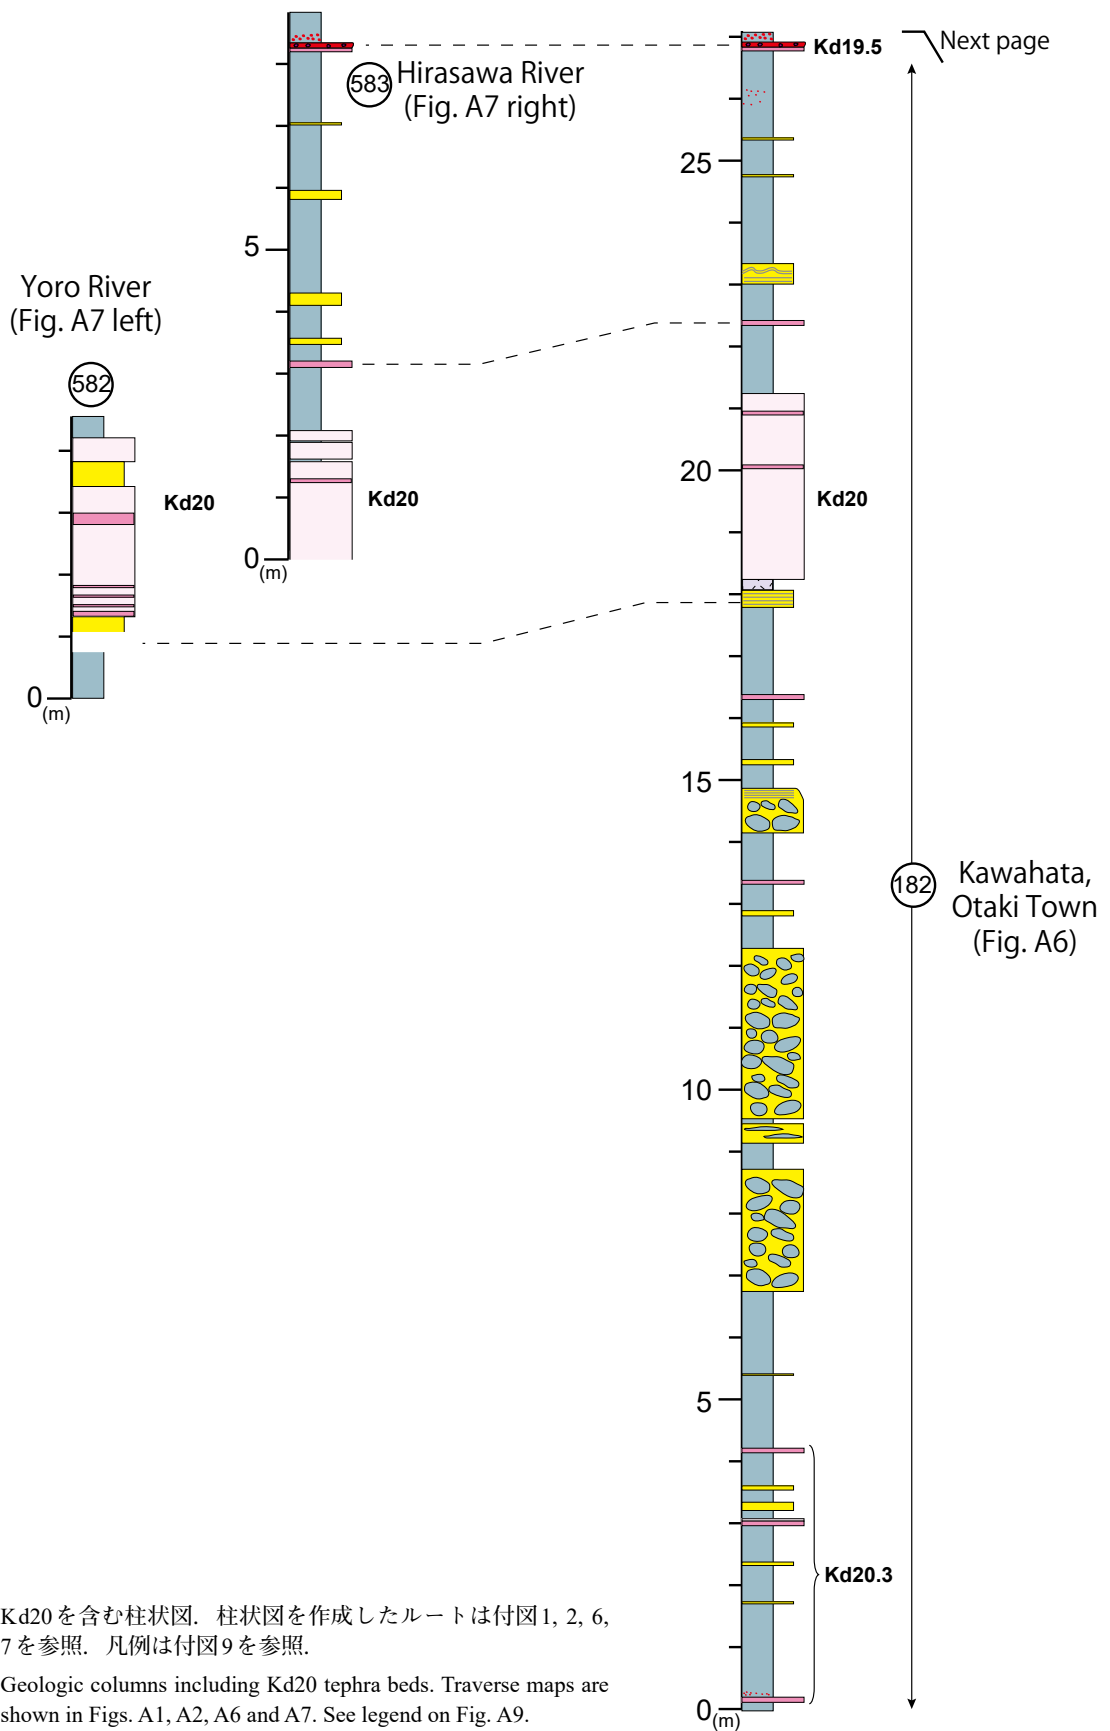 Kd19.5
Next page
583
Hirasawa River
(Fig. A7 right)
25
5
Yoro River
(Fig. A7 left)
582
Kd20
Kd20
20
Kd20
0
(m)
0
(m)
15
182
Kawahata,
Otaki Town
(Fig. A6)
10
5
Kd20.3
0
(m)
Kd20を含む柱状図. 柱状図を作成したルートは付図1, 2, 6,
7を参照. 凡例は付図9を参照.
Geologic columns including Kd20 tephra beds. Traverse maps are
shown in Figs. A1, A2, A6 and A7. See legend on Fig. A9.